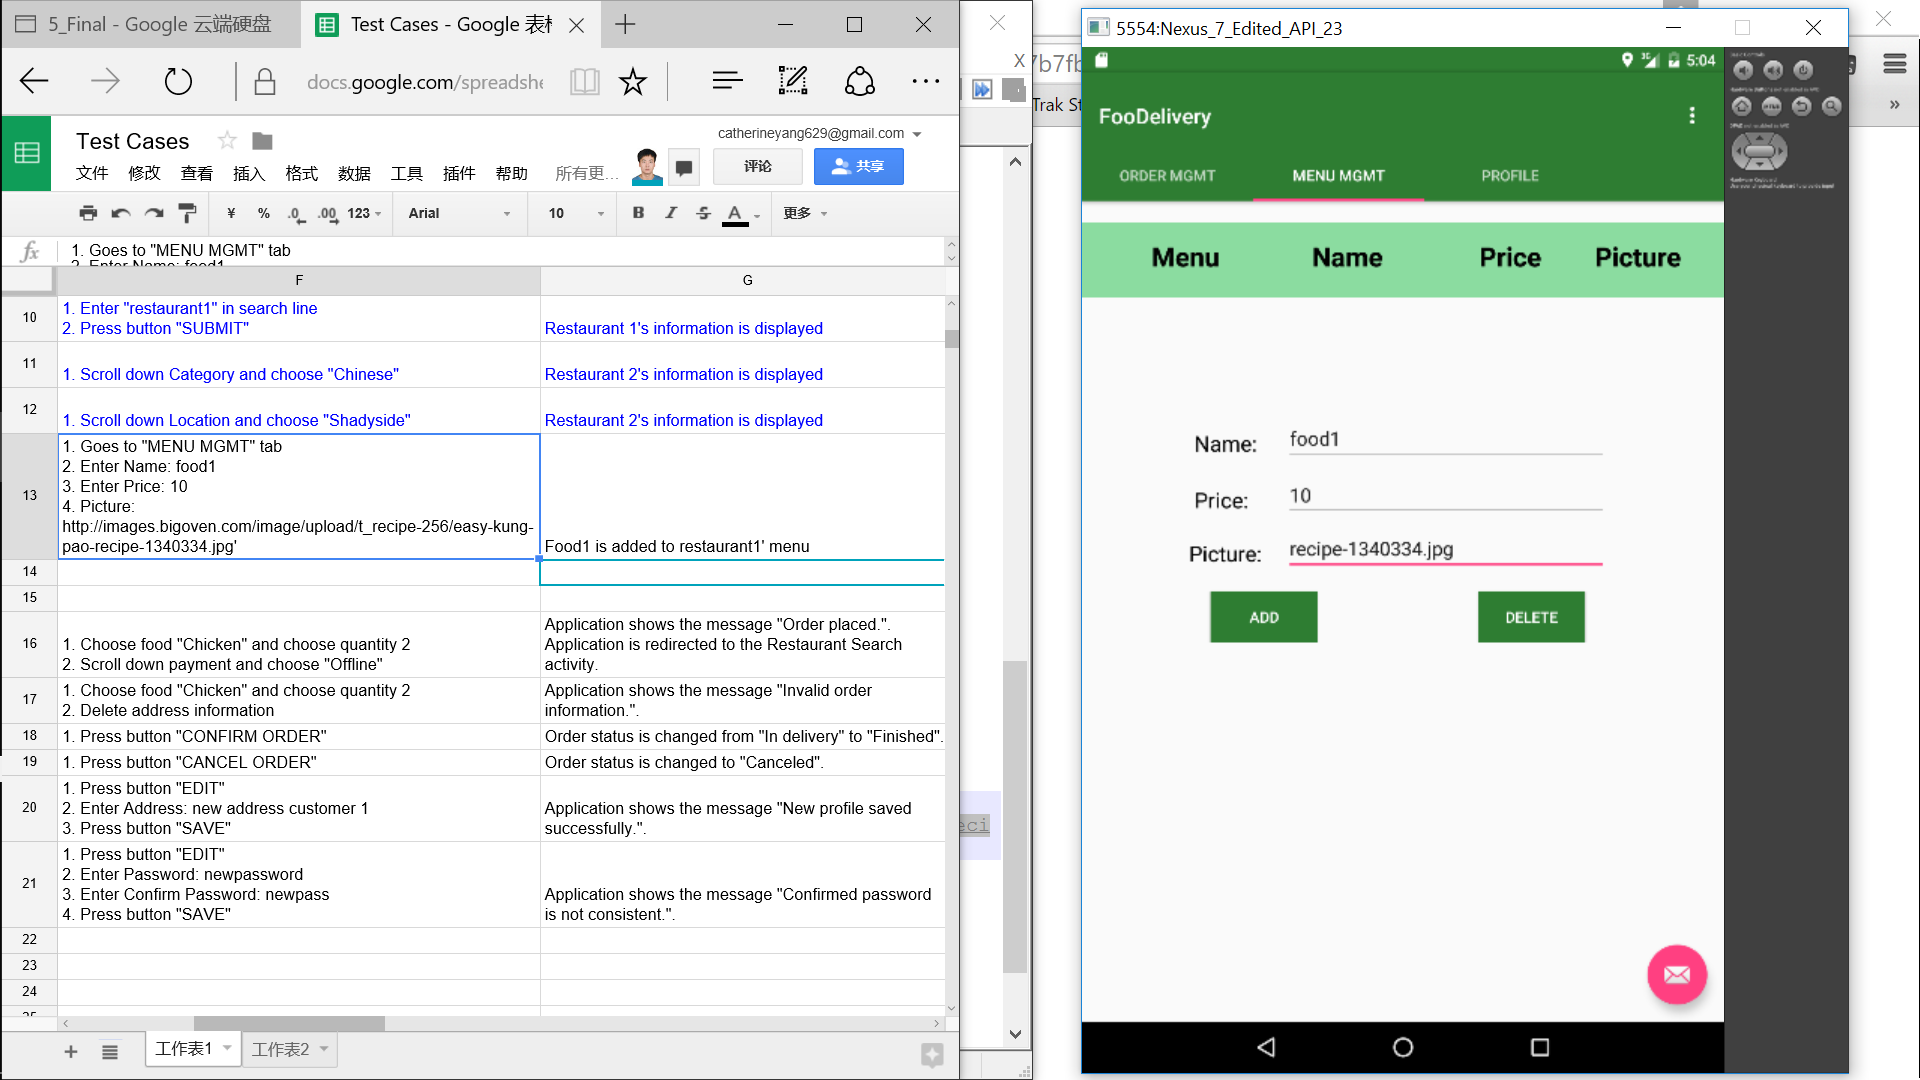 5_Final - Google 云端硬盘
Test Cases - Google 表
docs.google.com/spreadshe
Test Cases
catherineyang629@gmail.com
文件 修改 查看 插入 格式 数据 工具 插件 帮助 所有更...
评论
共享
¥ % .0 .00 123 Arial 10 B I S A 更多
fx
1. Goes to "MENU MGMT" tab
2. Enter Name: food1
F G
10
1. Enter "restaurant1" in search line
2. Press button "SUBMIT"
Restaurant 1's information is displayed
11
1. Scroll down Category and choose "Chinese"
Restaurant 2's information is displayed
12
1. Scroll down Location and choose "Shadyside"
Restaurant 2's information is displayed
13
1. Goes to "MENU MGMT" tab
2. Enter Name: food1
3. Enter Price: 10
4. Picture:
http://images.bigoven.com/image/upload/t_recipe-256/easy-kung-
pao-recipe-1340334.jpg'
Food1 is added to restaurant1' menu
14
15
16
1. Choose food "Chicken" and choose quantity 2
2. Scroll down payment and choose "Offline"
Application shows the message "Order placed.".
Application is redirected to the Restaurant Search
activity.
17
1. Choose food "Chicken" and choose quantity 2
2. Delete address information
Application shows the message "Invalid order
information.".
18
1. Press button "CONFIRM ORDER"
Order status is changed from "In delivery" to "Finished".
19
1. Press button "CANCEL ORDER"
Order status is changed to "Canceled".
20
1. Press button "EDIT"
2. Enter Address: new address customer 1
3. Press button "SAVE"
Application shows the message "New profile saved
successfully.".
21
1. Press button "EDIT"
2. Enter Password: newpassword
3. Enter Confirm Password: newpass
4. Press button "SAVE"
Application shows the message "Confirmed password
is not consistent.".
22
23
24
25
工作表1
工作表2
X
7b7fb
Trak St
»
eci
5554:Nexus_7_Edited_API_23
5:04
FooDelivery
ORDER MGMT MENU MGMT PROFILE
Menu Name Price Picture
Name: food1
Price: 10
Picture: recipe-1340334.jpg
ADD DELETE